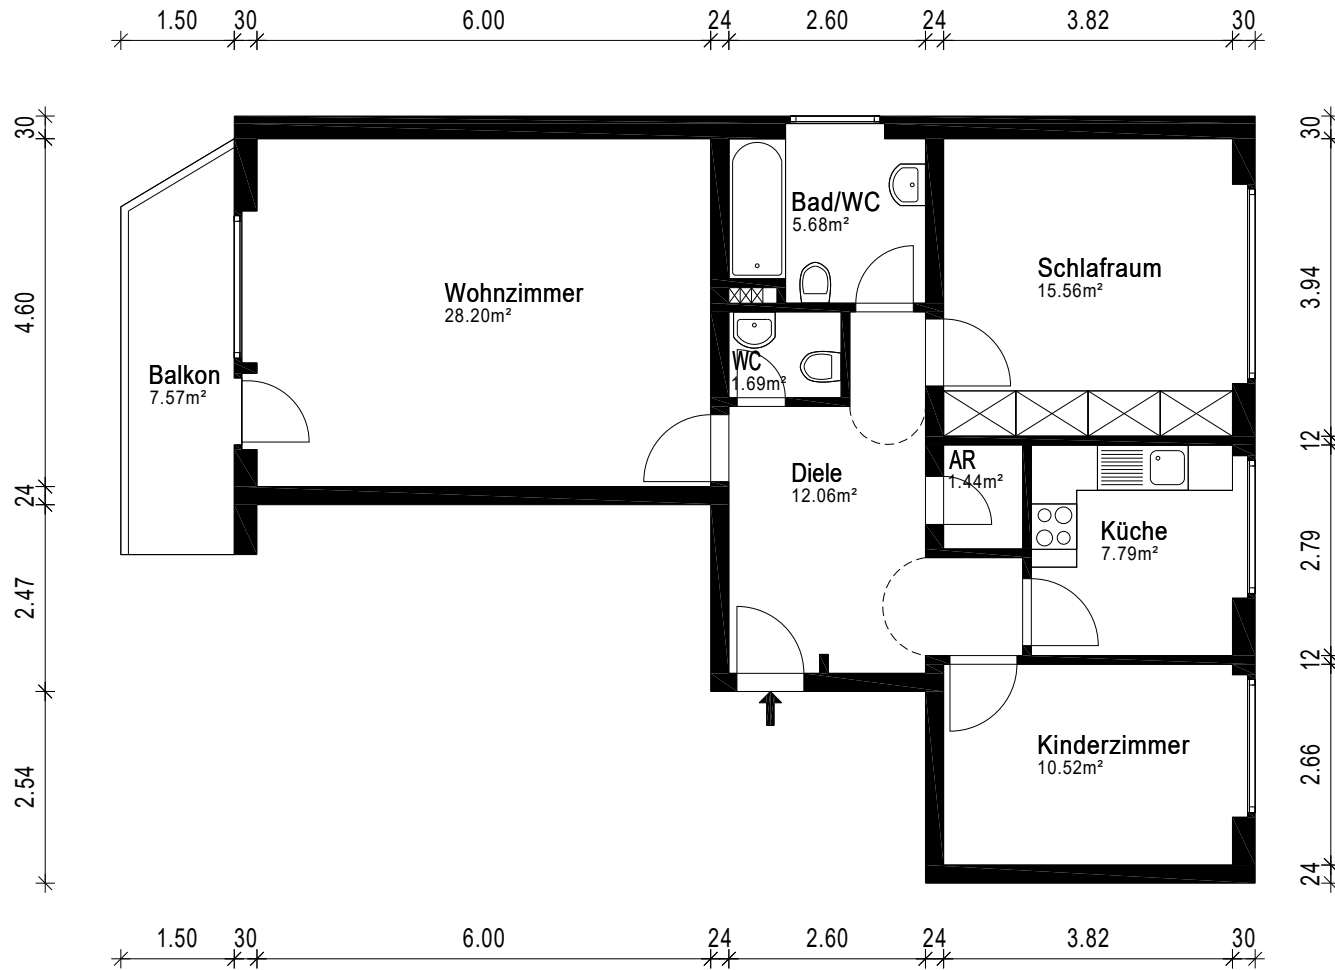 1.50 30 6.00 24 2.60 24 3.82 30
30
4.60
24
2.47
2.54
30
3.94
12
2.79
12
2.66
24
Bad/WC
5.68m²
Schlafraum
15.56m²
Wohnzimmer
28.20m²
WC
1.69m²
Balkon
7.57m²
Diele
12.06m²
AR
1.44m²
Küche
7.79m²
Kinderzimmer
10.52m²
1.50 30 6.00 24 2.60 24 3.82 30